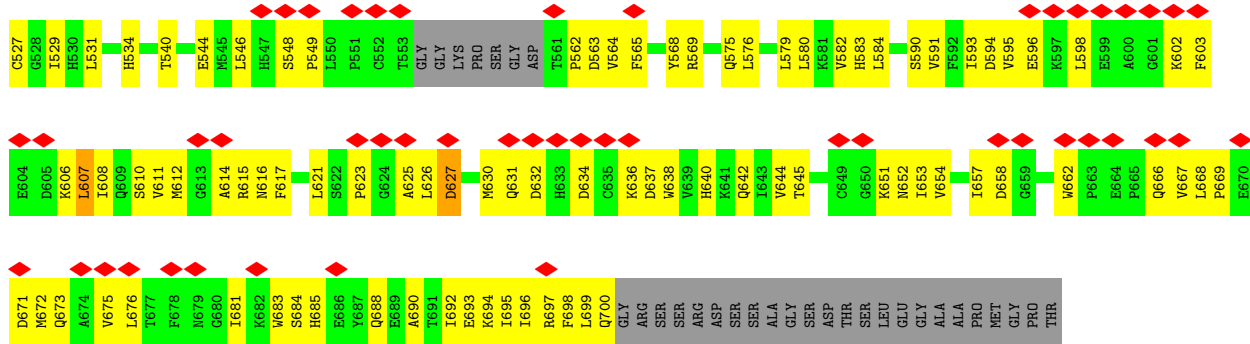 C527 G528 I529 H530 L531 H534 T540 E544 M545 L546 H547 S548 P549 L550 P551 C552 T553 GLY GLY LYS PRO SER GLY ASP T561 P562 D563 V564 F565 Y568 R569 Q575 L576 L579 L580 K581 V582 H583 L584 S590 V591 F592 I593 D594 V595 E596 K597 L598 E599 A600 G601 K602 F603
E604 D605 K606 L607 I608 Q609 S610 V611 M612 G613 A614 R615 N616 F617 L621 S622 P623 G624 A625 L626 D627 M630 Q631 D632 H633 D634 C635 K636 D637 W638 V639 H640 K641 Q642 I643 V644 T645 C649 G650 K651 N652 I653 V654 I657 D658 G659 W662 P663 E664 P665 Q666 V667 L668 P669 E670
D671 M672 Q673 A674 V675 L676 T677 F678 N679 G680 I681 K682 W683 S684 H685 E686 Y687 Q688 E689 A690 T691 I692 E693 K694 I695 I696 R697 F698 L699 Q700 GLY ARG SER SER ARG ASP SER SER ALA GLY SER ASP THR SER LEU GLU GLY ALA ALA PRO MET GLY PRO THR